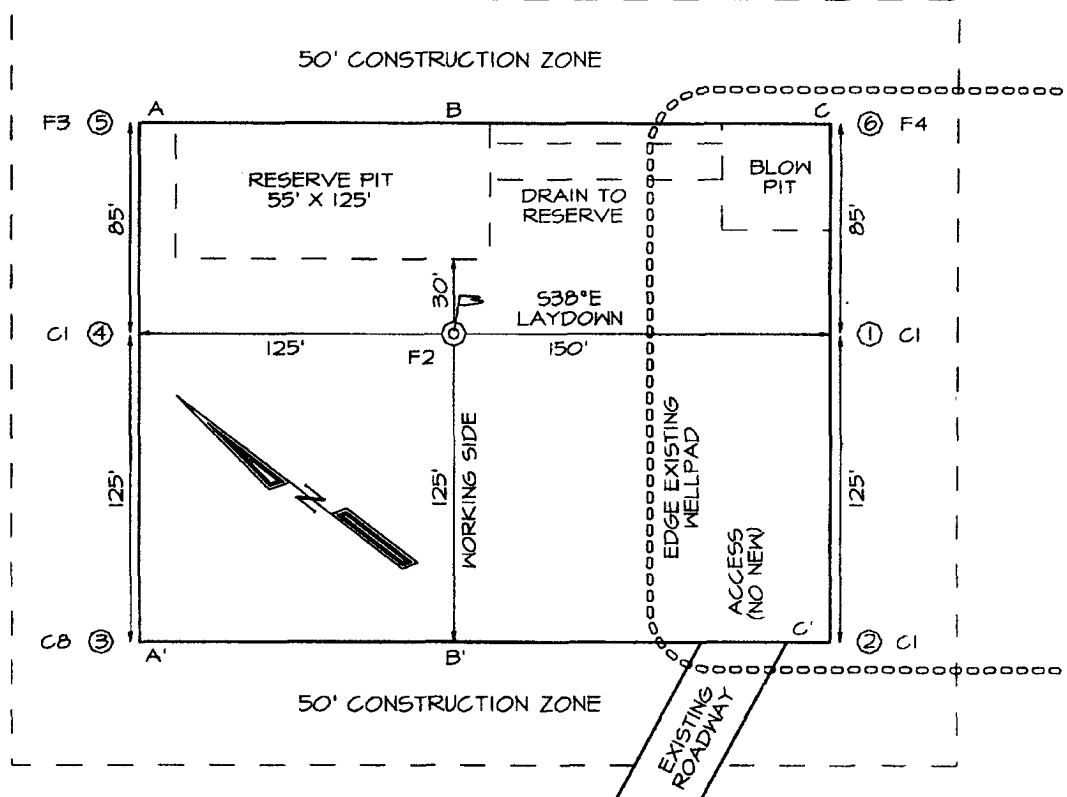 50' CONSTRUCTION ZONE
A
B
C
F3 ⑤
⑥ F4
RESERVE PIT
55' X 125'
BLOW
PIT
DRAIN TO
RESERVE
85'
85'
30'
S38°E
LAYDOWN
C1 ④
① C1
125'
F2
150'
N
125'
125'
WORKING SIDE
EDGE EXISTING
WELLPAD
125'
ACCESS
(NO NEW)
C8 ③
A'
B'
C'
② C1
50' CONSTRUCTION ZONE
EXISTING
ROADWAY